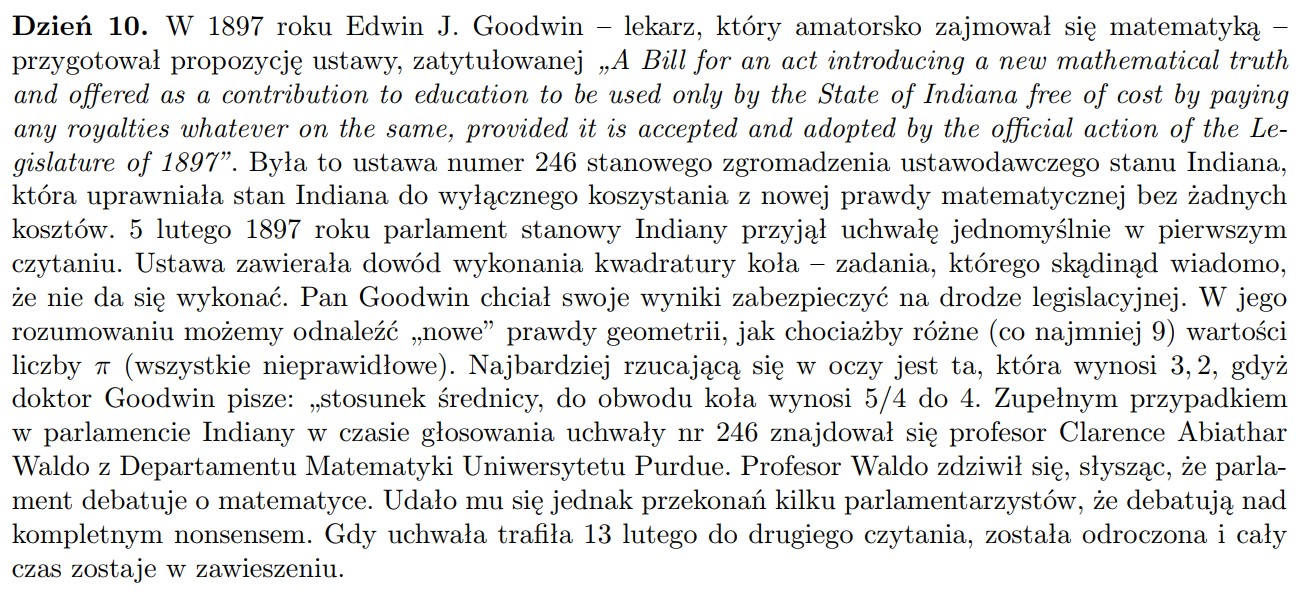 Dzień 10. W 1897 roku Edwin J. Goodwin – lekarz, który amatorsko zajmował się matematyką –
przygotował propozycję ustawy, zatytułowanej „A Bill for an act introducing a new mathematical truth
and offered as a contribution to education to be used only by the State of Indiana free of cost by paying
any royalties whatever on the same, provided it is accepted and adopted by the official action of the Le-
gislature of 1897”. Była to ustawa numer 246 stanowego zgromadzenia ustawodawczego stanu Indiana,
która uprawniała stan Indiana do wyłącznego koszystania z nowej prawdy matematycznej bez żadnych
kosztów. 5 lutego 1897 roku parlament stanowy Indiany przyjął uchwałę jednomyślnie w pierwszym
czytaniu. Ustawa zawierała dowód wykonania kwadratury koła – zadania, którego skądinąd wiadomo,
że nie da się wykonać. Pan Goodwin chciał swoje wyniki zabezpieczyć na drodze legislacyjnej. W jego
rozumowaniu możemy odnaleźć „nowe” prawdy geometrii, jak chociażby różne (co najmniej 9) wartości
liczby π (wszystkie nieprawidłowe). Najbardziej rzucającą się w oczy jest ta, która wynosi 3, 2, gdyż
doktor Goodwin pisze: „stosunek średnicy, do obwodu koła wynosi 5/4 do 4. Zupełnym przypadkiem
w parlamencie Indiany w czasie głosowania uchwały nr 246 znajdował się profesor Clarence Abiathar
Waldo z Departamentu Matematyki Uniwersytetu Purdue. Profesor Waldo zdziwił się, słysząc, że parla-
ment debatuje o matematyce. Udało mu się jednak przekonań kilku parlamentarzystów, że debatują nad
kompletnym nonsensem. Gdy uchwała trafiła 13 lutego do drugiego czytania, została odroczona i cały
czas zostaje w zawieszeniu.